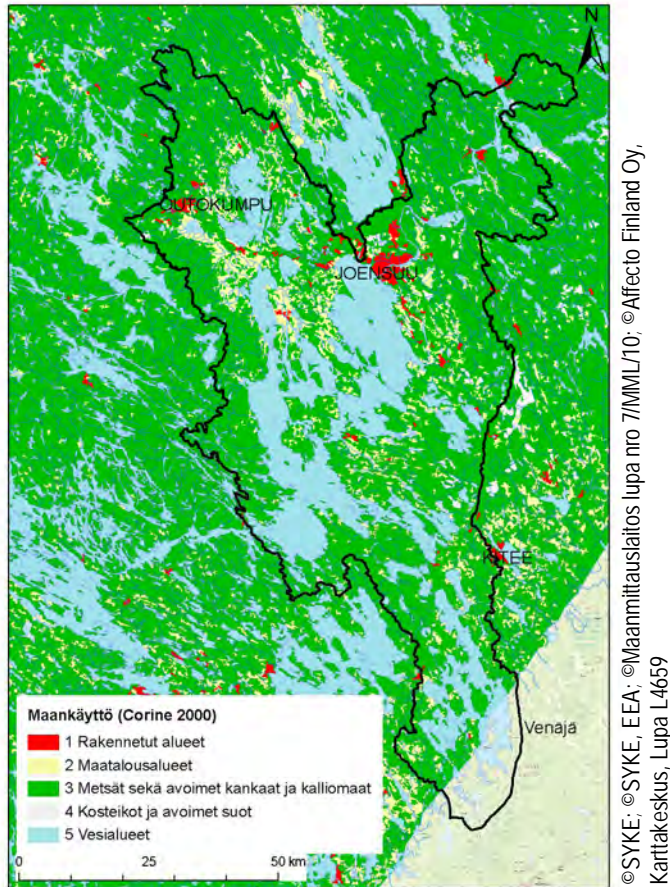 N
OUTOKUMPU
JOENSUU
KITEE
Venäjä
Maankäyttö (Corine 2000)
1 Rakennetut alueet
2 Maatalousalueet
3 Metsät sekä avoimet kankaat ja kalliomaat
4 Kosteikot ja avoimet suot
5 Vesialueet
0 25 50 km
©SYKE; ©SYKE, EEA; ©Maanmittauslaitos lupa nro 7/MML/10; ©Affecto Finland Oy,
Karttakeskus, Lupa L4659